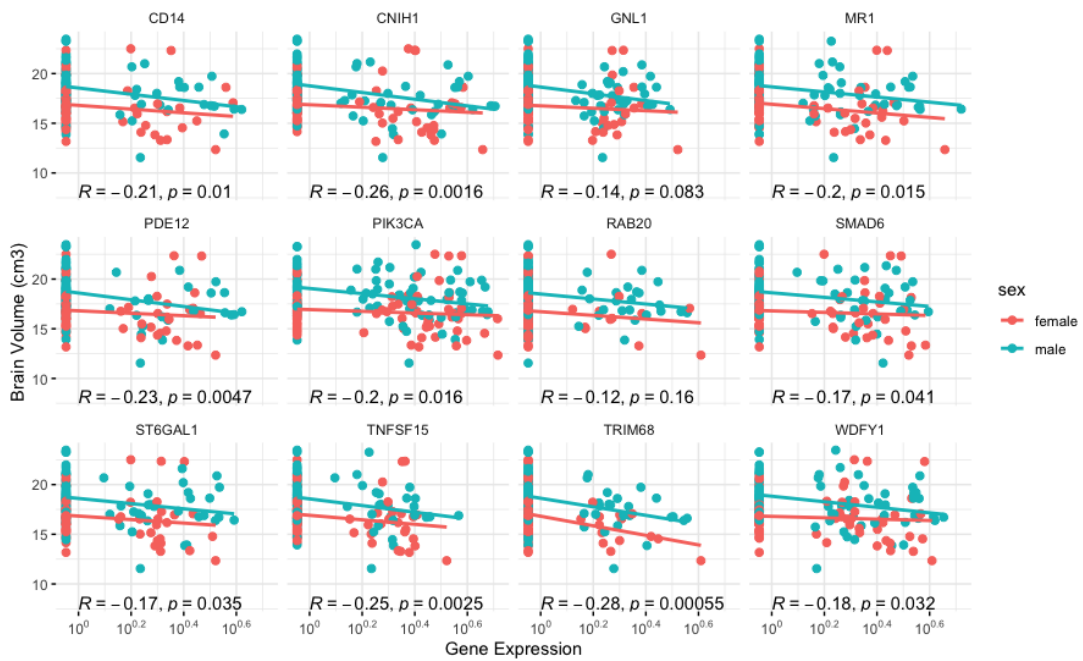 CD14 CNIH1 GNL1 MR1
20
15
10
R = −0.21, p = 0.01 R = −0.26, p = 0.0016 R = −0.14, p = 0.083 R = −0.2, p = 0.015
PDE12 PIK3CA RAB20 SMAD6
Brain Volume (cm3)
20
15
10
R = −0.23, p = 0.0047 R = −0.2, p = 0.016 R = −0.12, p = 0.16 R = −0.17, p = 0.041
sex
female
male
ST6GAL1 TNFSF15 TRIM68 WDFY1
20
15
10
R = −0.17, p = 0.035 R = −0.25, p = 0.0025 R = −0.28, p = 0.00055 R = −0.18, p = 0.032
10^0 10^0.2 10^0.4 10^0.6 10^0 10^0.2 10^0.4 10^0.6 10^0 10^0.2 10^0.4 10^0.6 10^0 10^0.2 10^0.4 10^0.6
Gene Expression